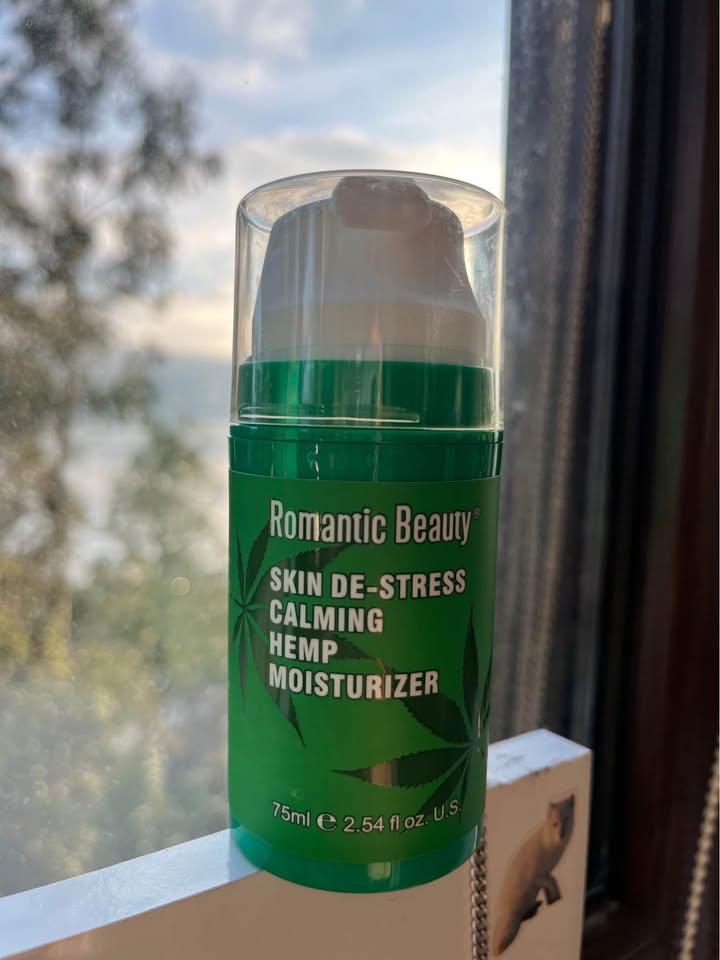 Romantic Beauty®
SKIN DE-STRESS
CALMING
HEMP
MOISTURIZER
75ml ℮ 2.54 fl oz. U.S.